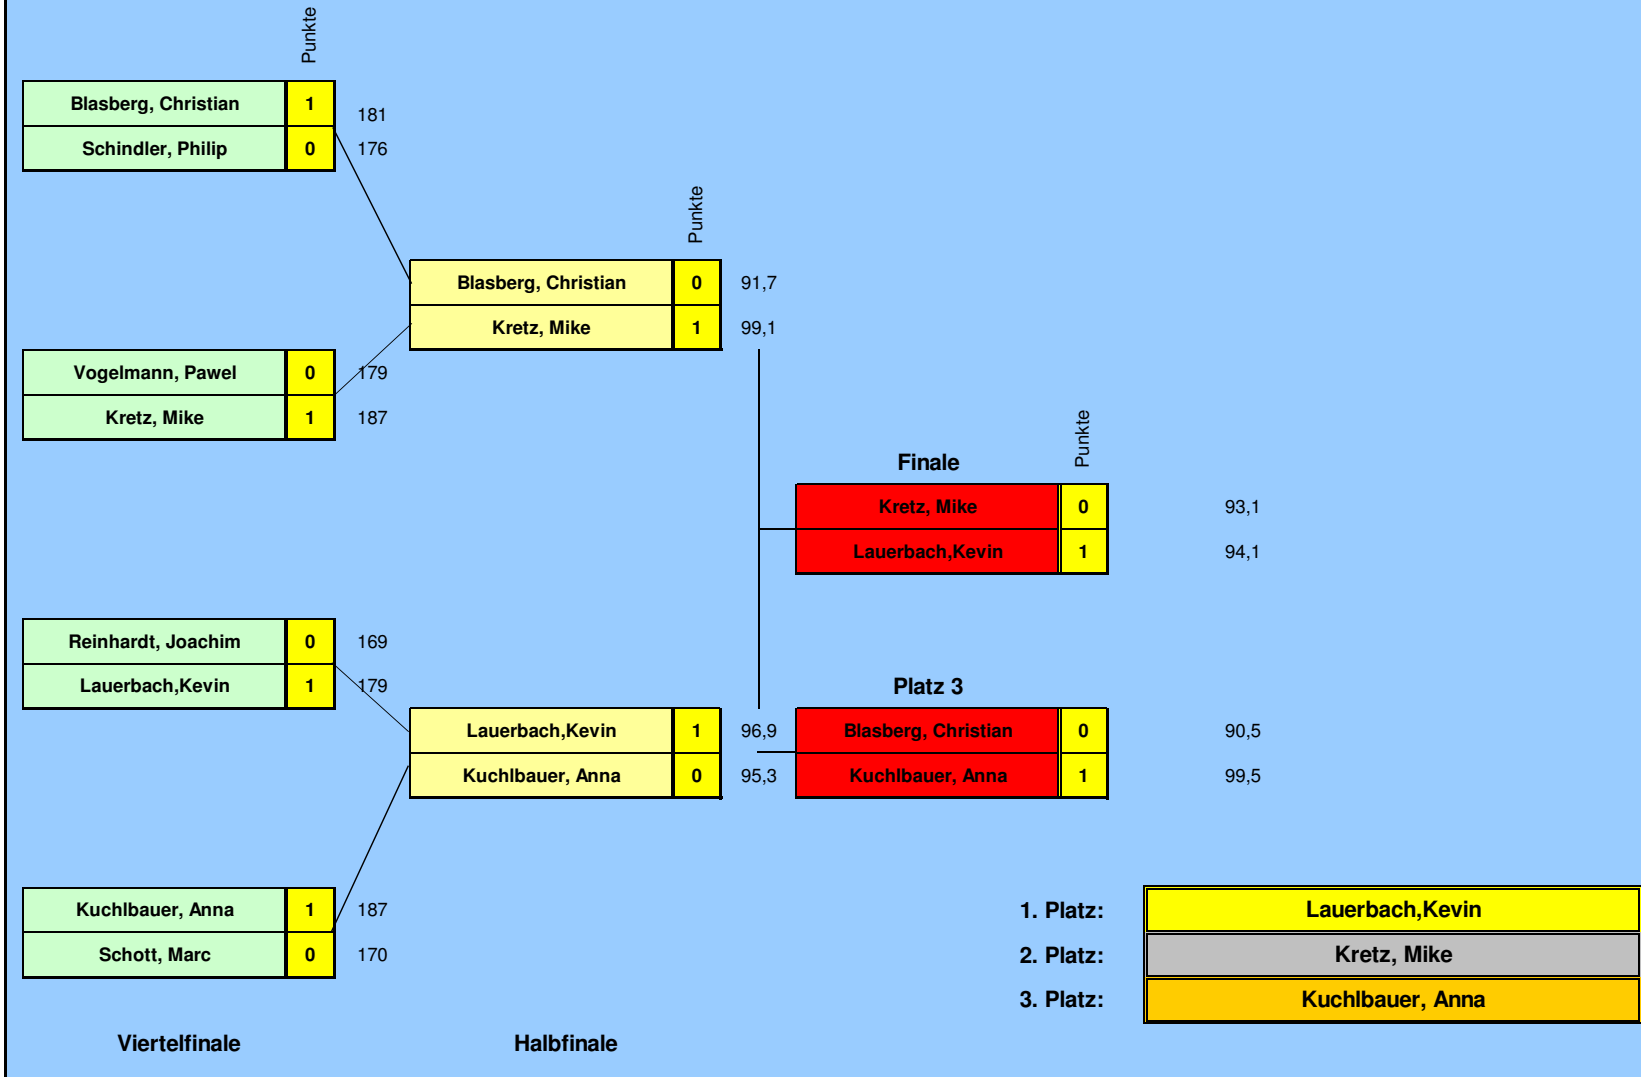 Punkte
Blasberg, Christian 1 181
Schindler, Philip 0 176
Punkte
Blasberg, Christian 0 91,7
Kretz, Mike 1 99,1
Vogelmann, Pawel 0 179
Kretz, Mike 1 187
Punkte
Finale
Kretz, Mike 0 93,1
Lauerbach,Kevin 1 94,1
Reinhardt, Joachim 0 169
Lauerbach,Kevin 1 179
Platz 3
Lauerbach,Kevin 1 96,9 Blasberg, Christian 0 90,5
Kuchlbauer, Anna 0 95,3 Kuchlbauer, Anna 1 99,5
Kuchlbauer, Anna 1 187 1. Platz: Lauerbach,Kevin
Schott, Marc 0 170 2. Platz: Kretz, Mike
3. Platz: Kuchlbauer, Anna
Viertelfinale Halbfinale